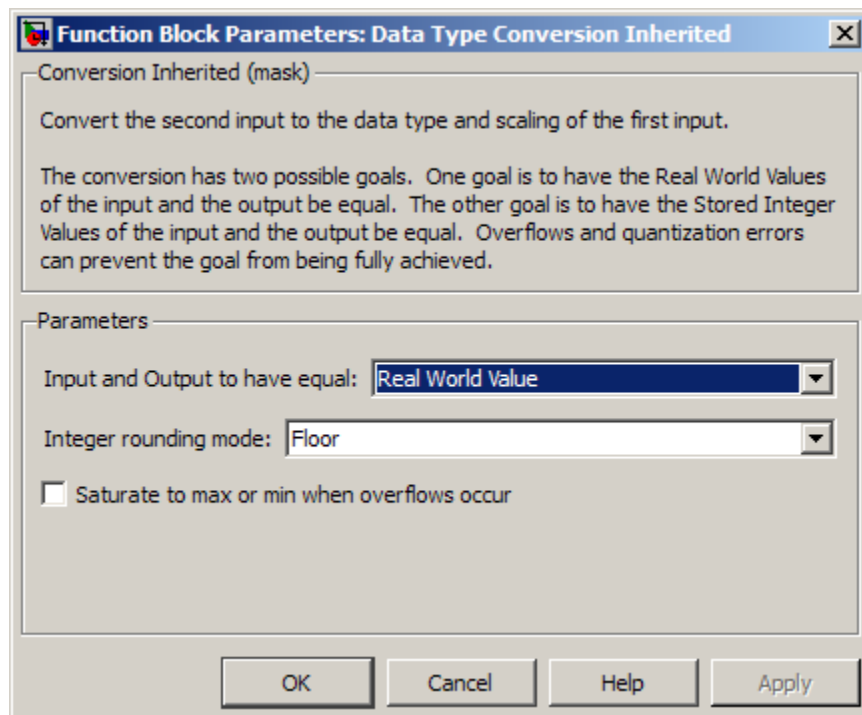 Function Block Parameters: Data Type Conversion Inherited
Conversion Inherited (mask)
Convert the second input to the data type and scaling of the first input.
The conversion has two possible goals. One goal is to have the Real World Values
of the input and the output be equal. The other goal is to have the Stored Integer
Values of the input and the output be equal. Overflows and quantization errors
can prevent the goal from being fully achieved.
Parameters
Input and Output to have equal: Real World Value
Integer rounding mode: Floor
Saturate to max or min when overflows occur
OK Cancel Help Apply